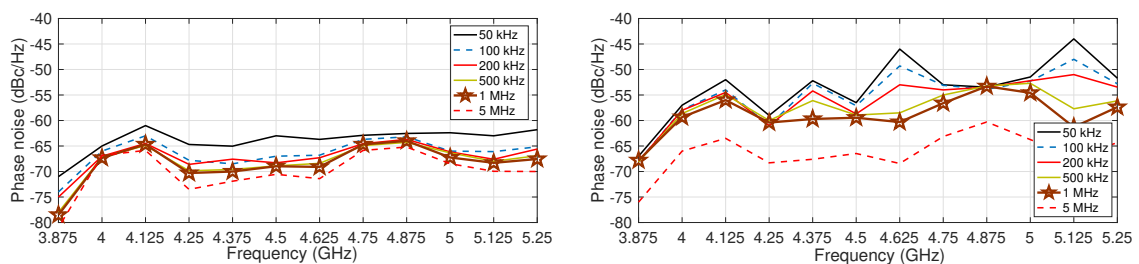 Phase noise (dBc/Hz)
-40
-45
-50
-55
-60
-65
-70
-75
-80
50 kHz
100 kHz
200 kHz
500 kHz
1 MHz
5 MHz
3.875 4 4.125 4.25 4.375 4.5 4.625 4.75 4.875 5 5.125 5.25
Frequency (GHz)
Phase noise (dBc/Hz)
-40
-45
-50
-55
-60
-65
-70
-75
-80
50 kHz
100 kHz
200 kHz
500 kHz
1 MHz
5 MHz
3.875 4 4.125 4.25 4.375 4.5 4.625 4.75 4.875 5 5.125 5.25
Frequency (GHz)